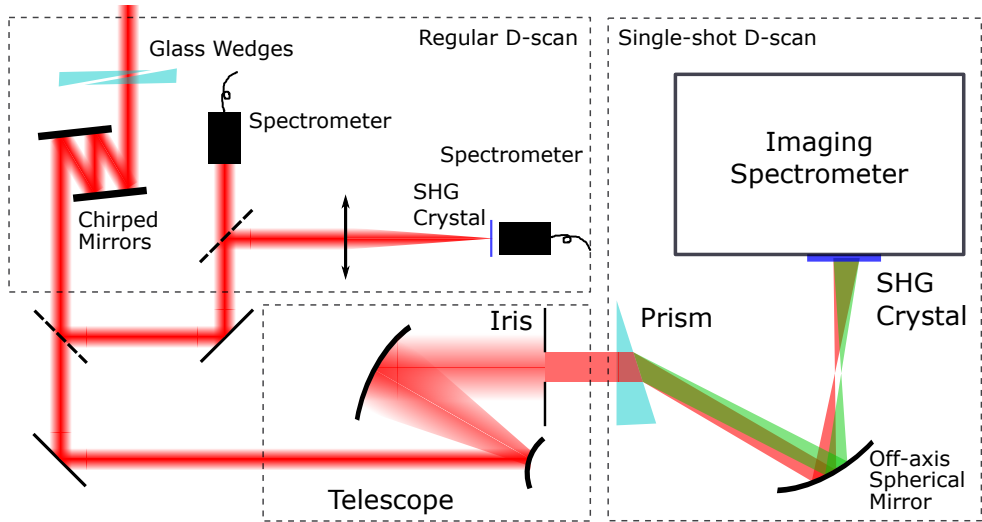 Regular D-scan
Glass Wedges
Spectrometer
Spectrometer
SHG
Crystal
Chirped
Mirrors
Single-shot D-scan
Imaging
Spectrometer
SHG
Crystal
Iris
Prism
Telescope
Off-axis
Spherical
Mirror